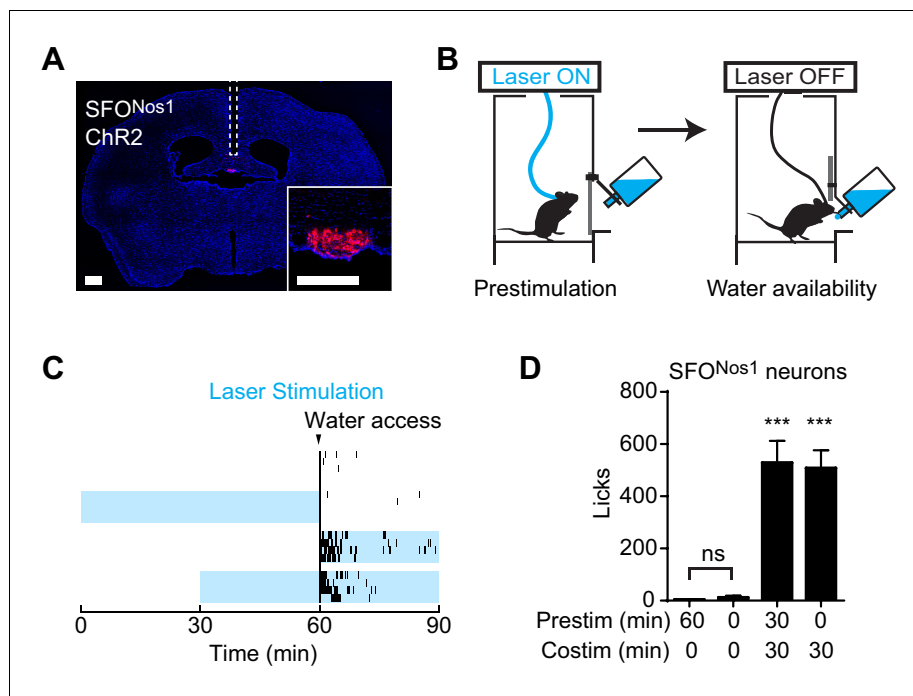 A
SFONos1
ChR2
B
Laser ON
Laser OFF
Prestimulation
Water availability
C
Laser Stimulation
Water access
0
30
60
90
Time (min)
D
SFONos1 neurons
800
600
400
200
0
Licks
***
***
ns
Prestim (min) 60 0 30 0
Costim (min) 0 0 30 30